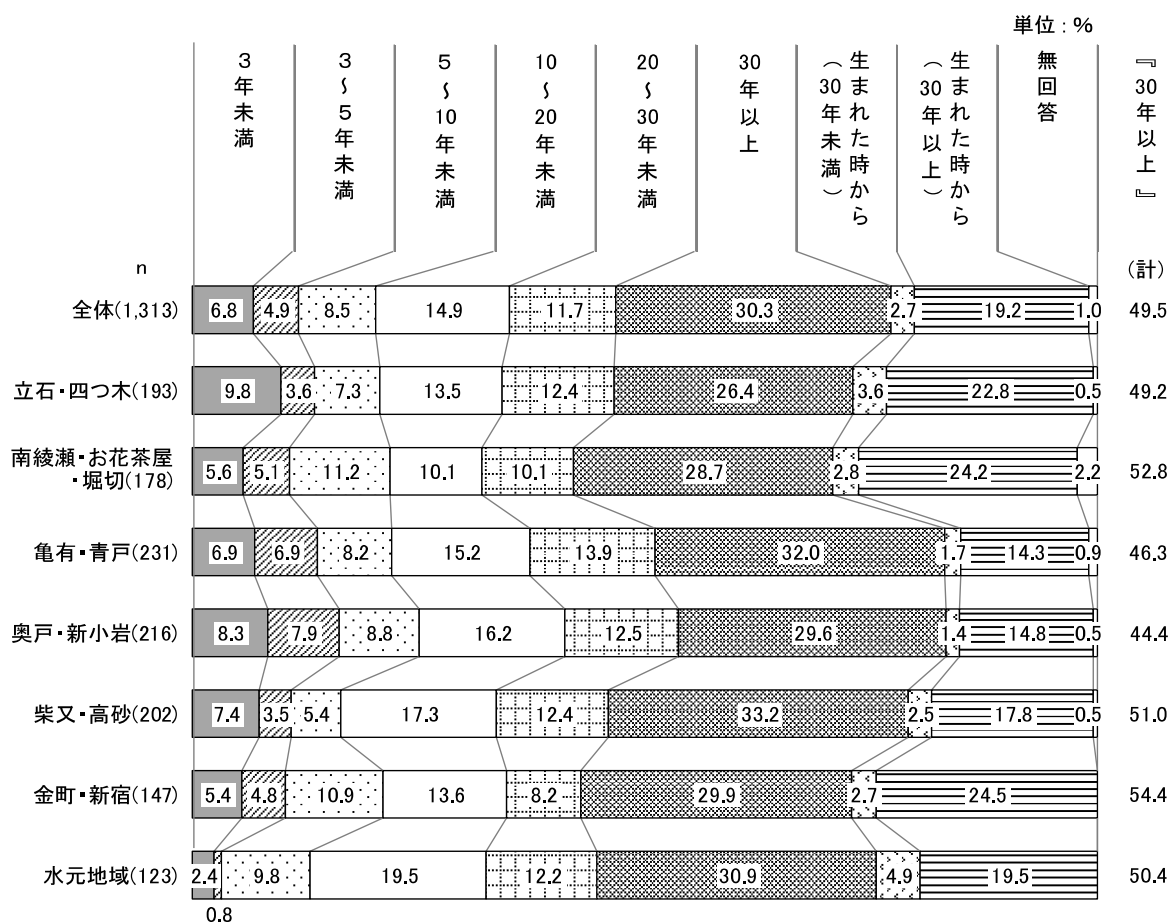 単位：%
3年未満
3～5年未満
5～10年未満
10～20年未満
20～30年未満
30年以上
生まれた時から
（30年未満）
生まれた時から
（30年以上）
無回答
『30年以上』
n
(計)
全体(1,313) 6.8 4.9 8.5 14.9 11.7 30.3 2.7 19.2 1.0 49.5
立石・四つ木(193) 9.8 3.6 7.3 13.5 12.4 26.4 3.6 22.8 0.5 49.2
南綾瀬・お花茶屋
・堀切(178) 5.6 5.1 11.2 10.1 10.1 28.7 2.8 24.2 2.2 52.8
亀有・青戸(231) 6.9 6.9 8.2 15.2 13.9 32.0 1.7 14.3 0.9 46.3
奥戸・新小岩(216) 8.3 7.9 8.8 16.2 12.5 29.6 1.4 14.8 0.5 44.4
柴又・高砂(202) 7.4 3.5 5.4 17.3 12.4 33.2 2.5 17.8 0.5 51.0
金町・新宿(147) 5.4 4.8 10.9 13.6 8.2 29.9 2.7 24.5 54.4
水元地域(123) 2.4 9.8 19.5 12.2 30.9 4.9 19.5 50.4
0.8